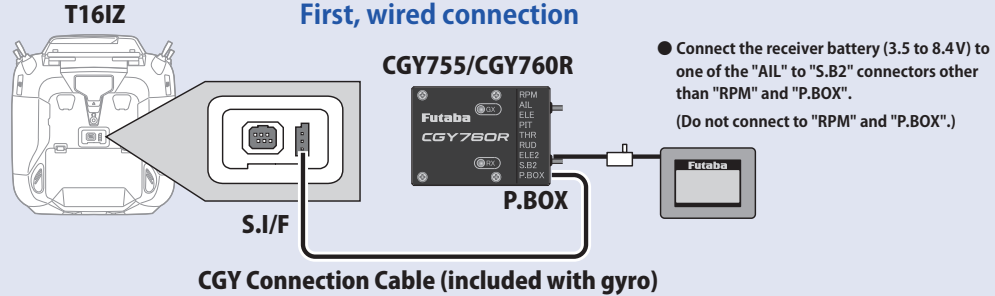 T16IZ
First, wired connection
CGY755/CGY760R
● Connect the receiver battery (3.5 to 8.4 V) to
one of the "AIL" to "S.B2" connectors other
than "RPM" and "P.BOX".
(Do not connect to "RPM" and "P.BOX".)
Futaba
CGY760R
GX
RX
RPM
AIL
ELE
PIT
THR
RUD
ELE2
S.B2
P.BOX
Futaba
P.BOX
S.I/F
CGY Connection Cable (included with gyro)